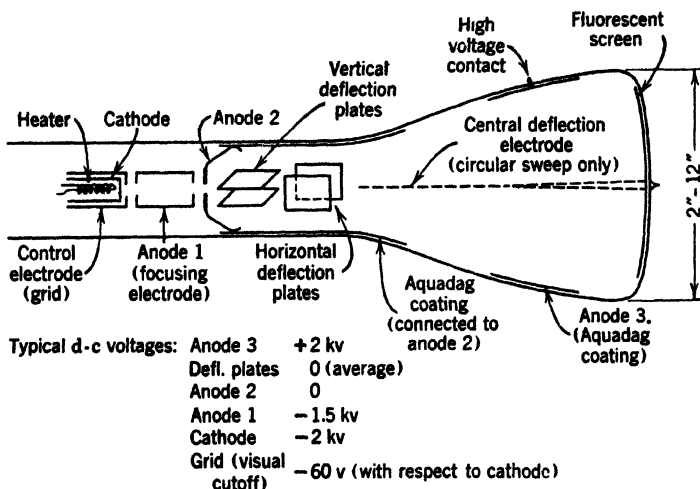 High
voltage
contact
Fluorescent
screen
Vertical
deflection
plates
Heater
Cathode
Anode 2
Central deflection
electrode
(circular sweep only)
2"-12"
Control
electrode
(grid)
Anode 1
(focusing
electrode)
Horizontal
deflection
plates
Aquadag
coating
(connected to
anode 2)
Anode 3.
(Aquadag
coating)
Typical d-c voltages: Anode 3 +2 kv
Defl. plates 0 (average)
Anode 2 0
Anode 1 -1.5 kv
Cathode -2 kv
Grid (visual
cutoff) -60 v (with respect to cathode)